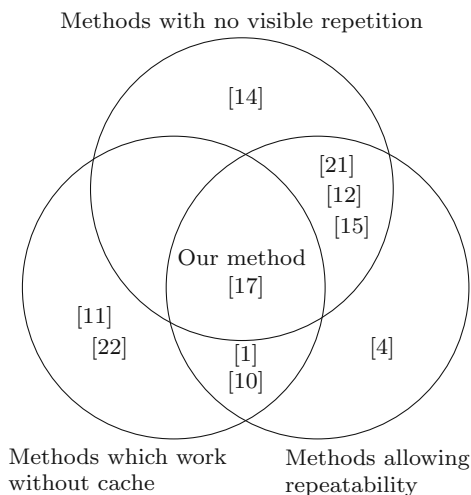 Methods with no visible repetition
[14]
[21]
[12]
[15]
Our method
[17]
[11]
[22]
[1]
[10]
[4]
Methods which work
without cache
Methods allowing
repeatability